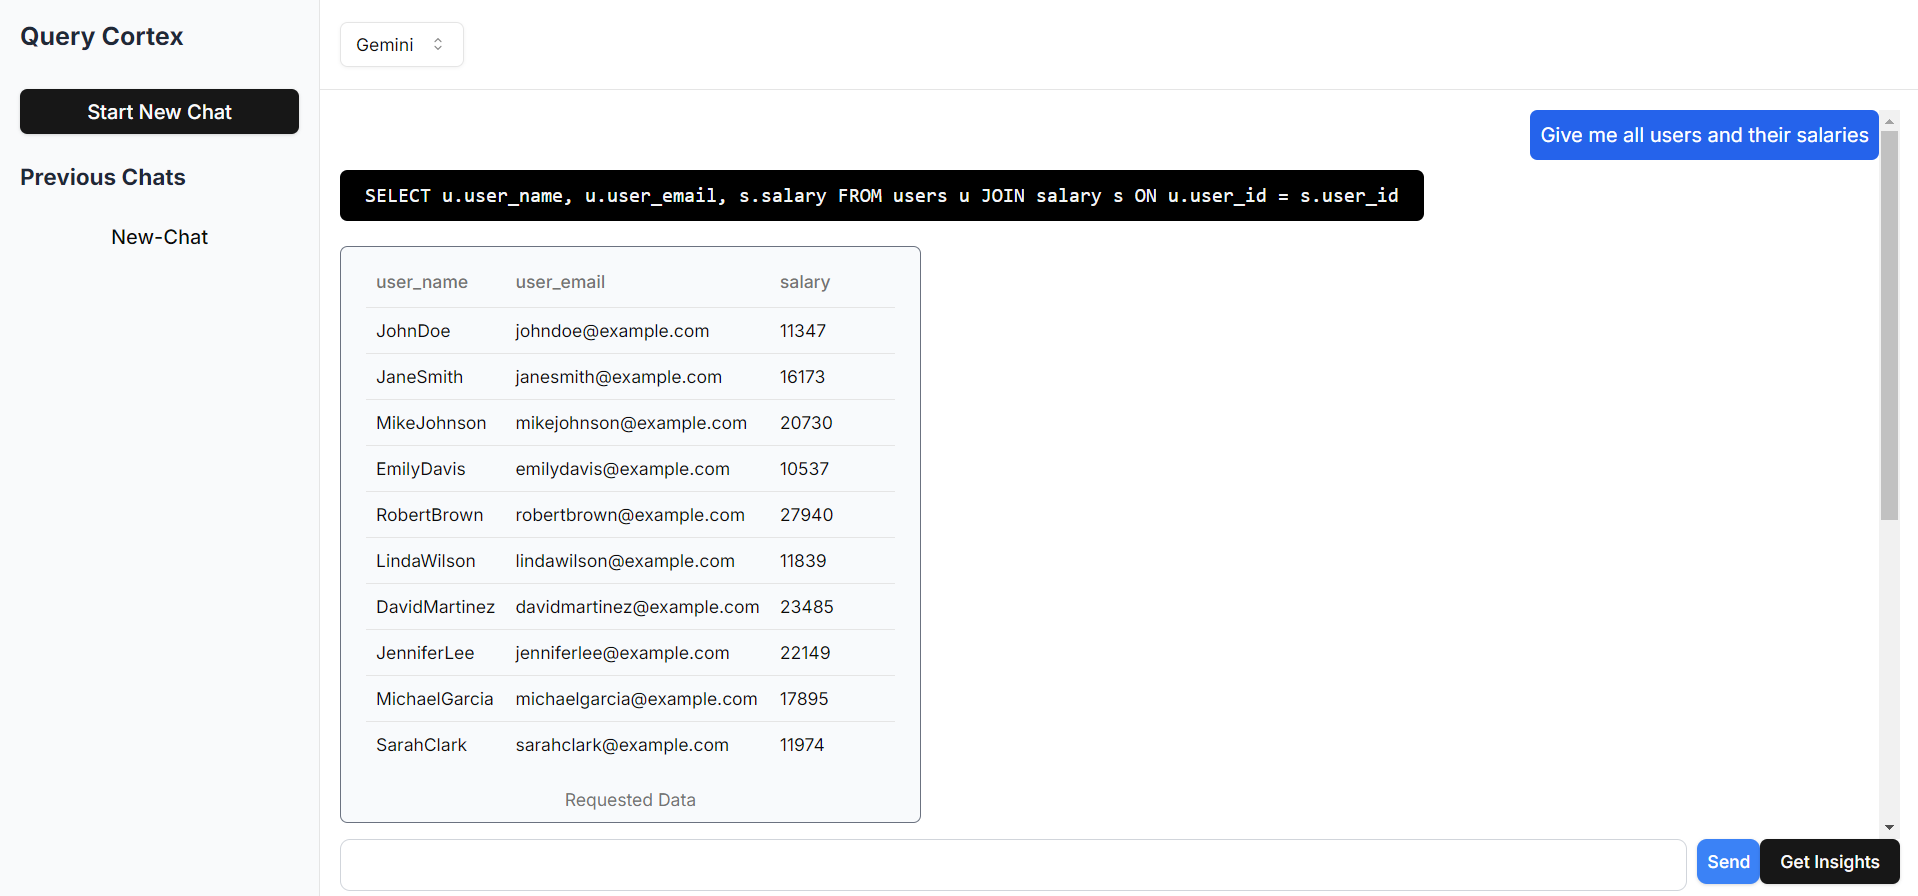 Query Cortex
Start New Chat
Previous Chats
New-Chat
Gemini
Give me all users and their salaries
SELECT u.user_name, u.user_email, s.salary FROM users u JOIN salary s ON u.user_id = s.user_id
user_name user_email salary
JohnDoe johndoe@example.com 11347
JaneSmith janesmith@example.com 16173
MikeJohnson mikejohnson@example.com 20730
EmilyDavis emilydavis@example.com 10537
RobertBrown robertbrown@example.com 27940
LindaWilson lindawilson@example.com 11839
DavidMartinez davidmartinez@example.com 23485
JenniferLee jenniferlee@example.com 22149
MichaelGarcia michaelgarcia@example.com 17895
SarahClark sarahclark@example.com 11974
Requested Data
Send Get Insights